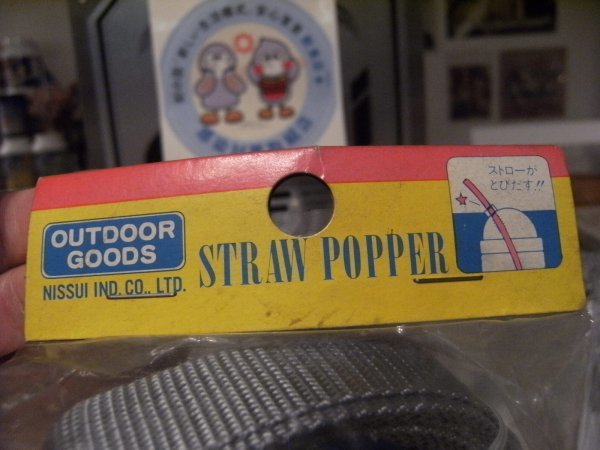 OUTDOOR
GOODS
NISSUI IND. CO., LTD.
STRAW POPPER
ストローが
とびだす!!